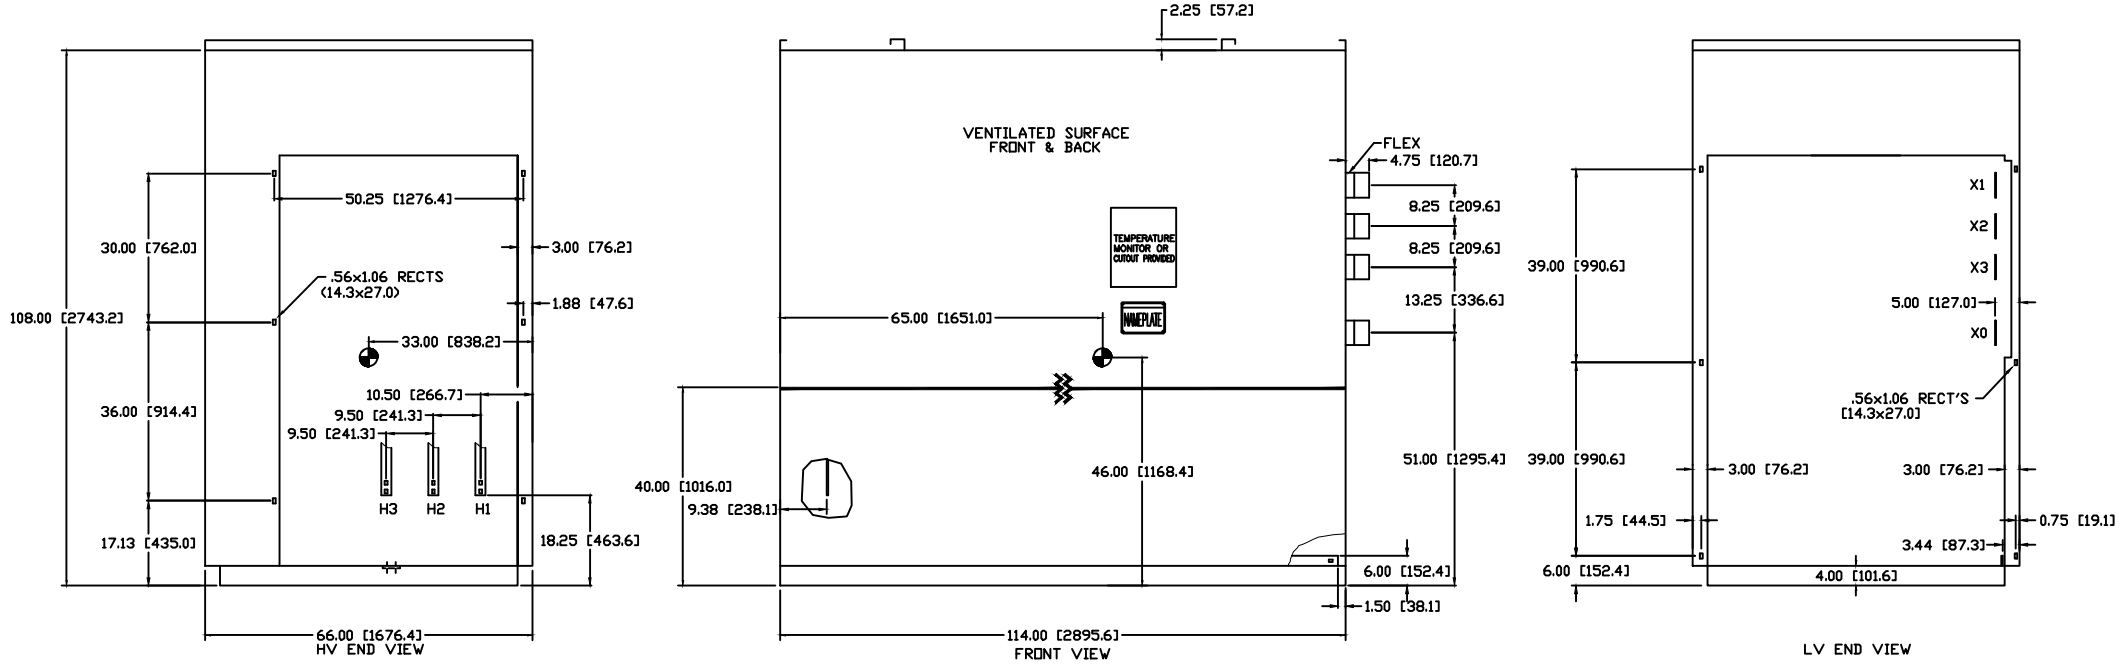 108.00 [2743.2]
30.00 [762.0]
36.00 [914.4]
17.13 [435.0]
50.25 [1276.4]
3.00 [76.2]
.56x1.06 RECTS
(14.3x27.0)
1.88 [47.6]
33.00 [838.2]
10.50 [266.7]
9.50 [241.3]
9.50 [241.3]
H3
H2
H1
18.25 [463.6]
66.00 [1676.4]
HV END VIEW
2.25 [57.2]
VENTILATED SURFACE
FRONT & BACK
FLEX
4.75 [120.7]
8.25 [209.6]
8.25 [209.6]
13.25 [336.6]
TEMPERATURE
MONITOR OR
CUTOUT PROVIDED
NAMEPLATE
65.00 [1651.0]
46.00 [1168.4]
51.00 [1295.4]
40.00 [1016.0]
9.38 [238.1]
6.00 [152.4]
1.50 [38.1]
114.00 [2895.6]
FRONT VIEW
X1
X2
X3
X0
39.00 [990.6]
5.00 [127.0]
.56x1.06 RECT'S
[14.3x27.0]
39.00 [990.6]
3.00 [76.2]
3.00 [76.2]
1.75 [44.5]
0.75 [19.1]
3.44 [87.3]
6.00 [152.4]
4.00 [101.6]
LV END VIEW